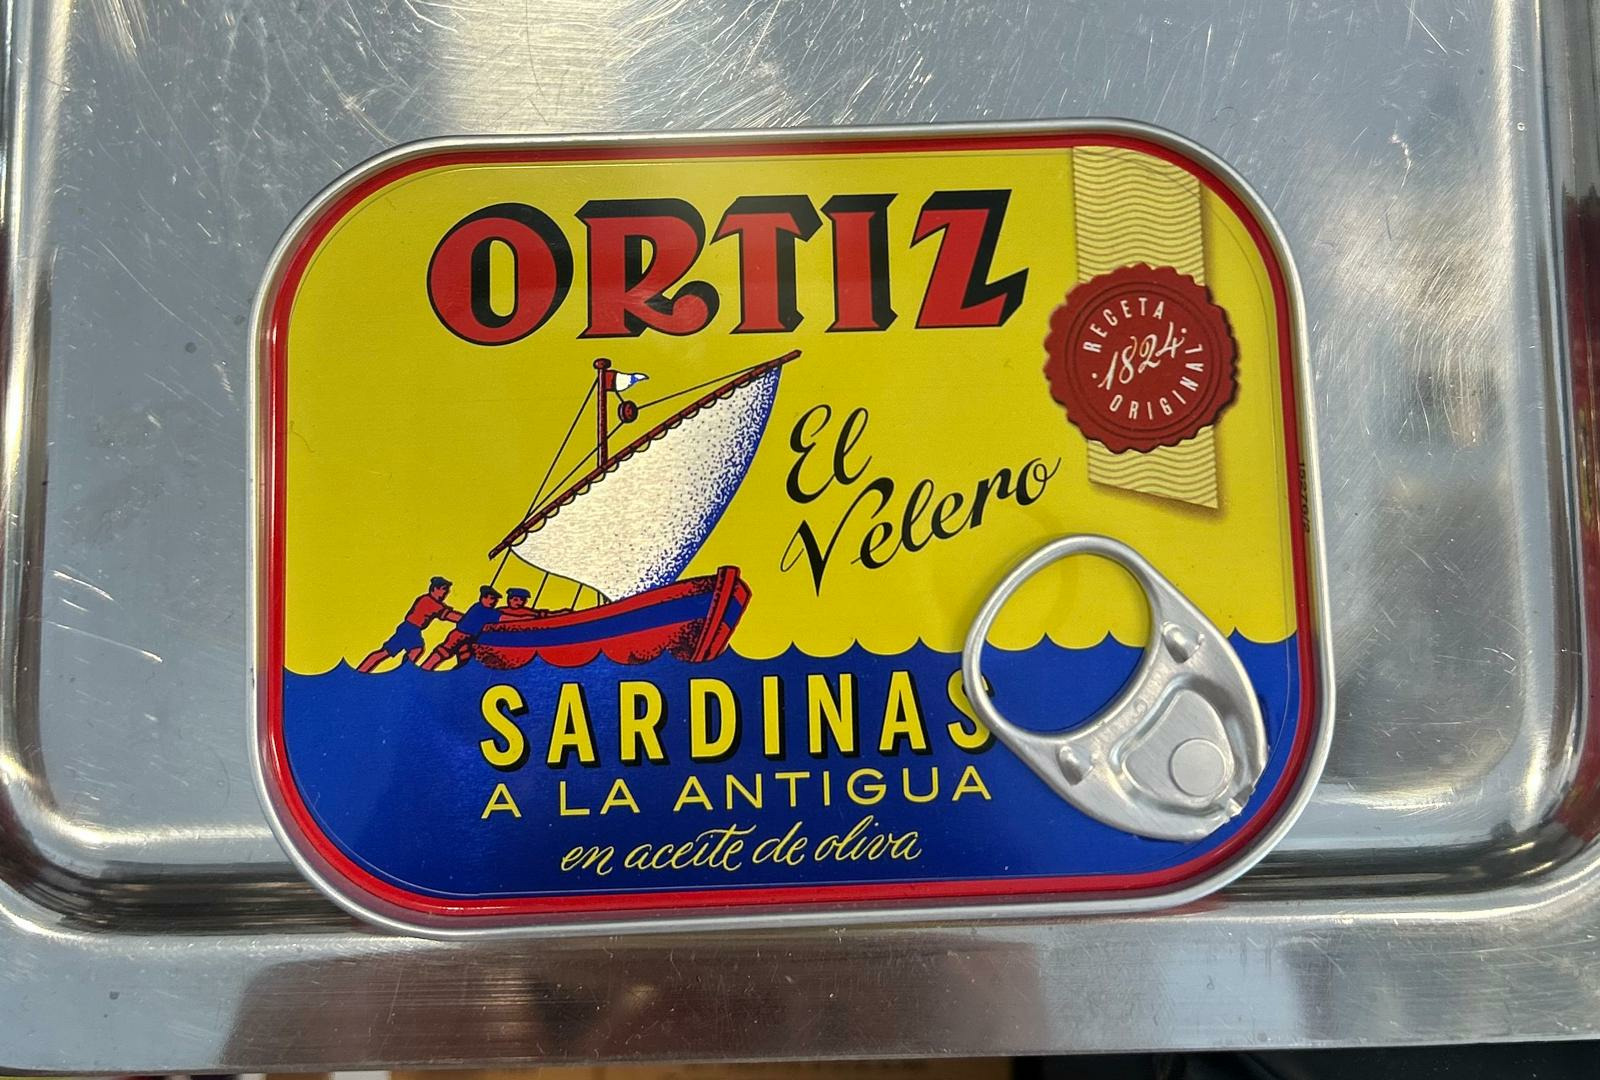 ORTIZ
RECETA
1824
ORIGINAL
El
Velero
SARDINAS
A LA ANTIGUA
en aceite de oliva